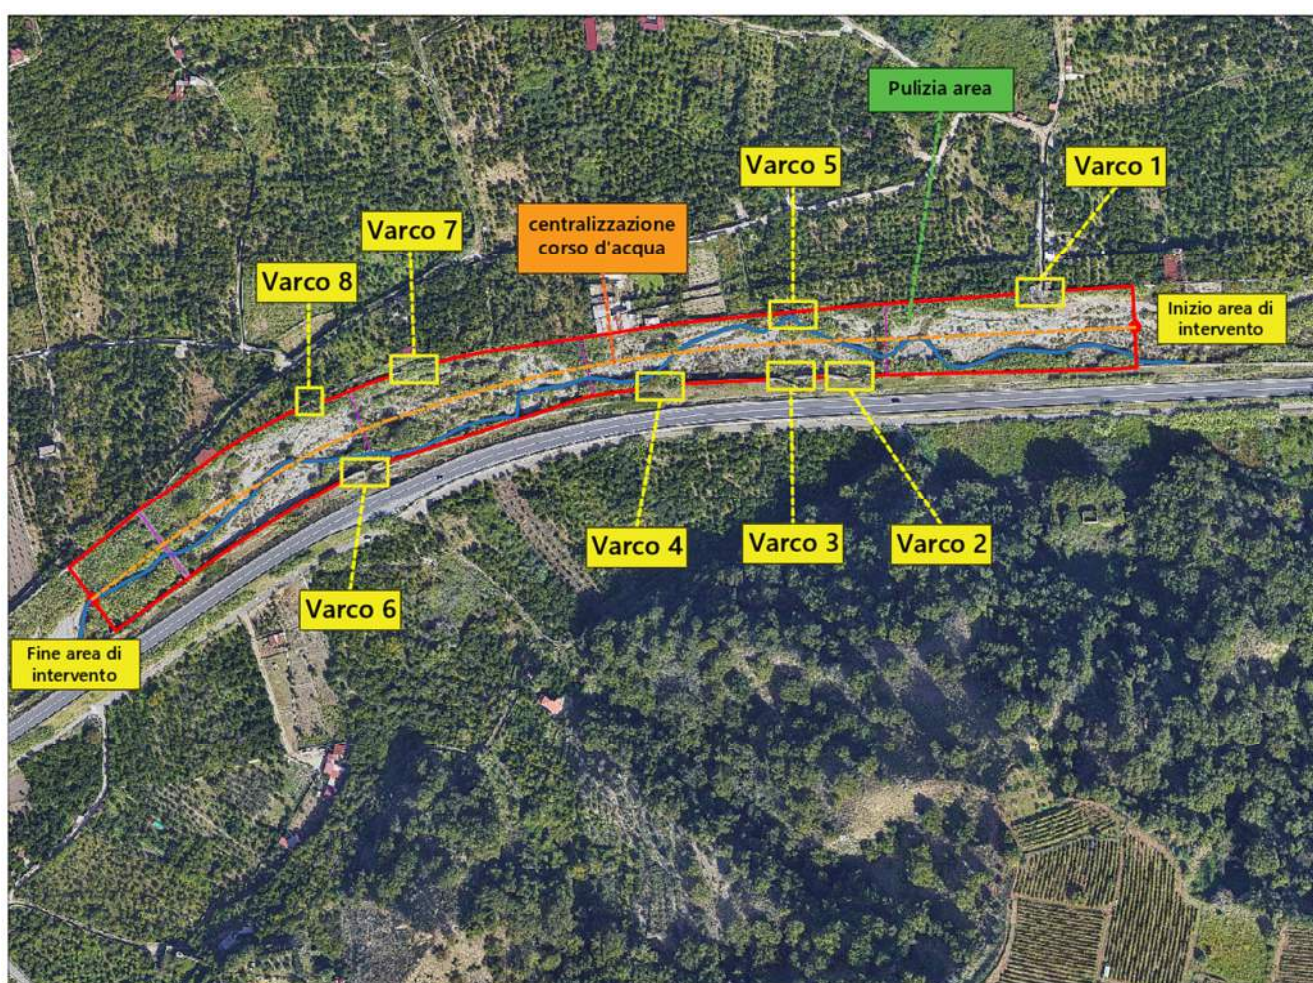 Pulizia area
Varco 5
Varco 1
centralizzazione
corso d'acqua
Varco 7
Varco 8
Inizio area di
intervento
Varco 4
Varco 3
Varco 2
Varco 6
Fine area di
intervento